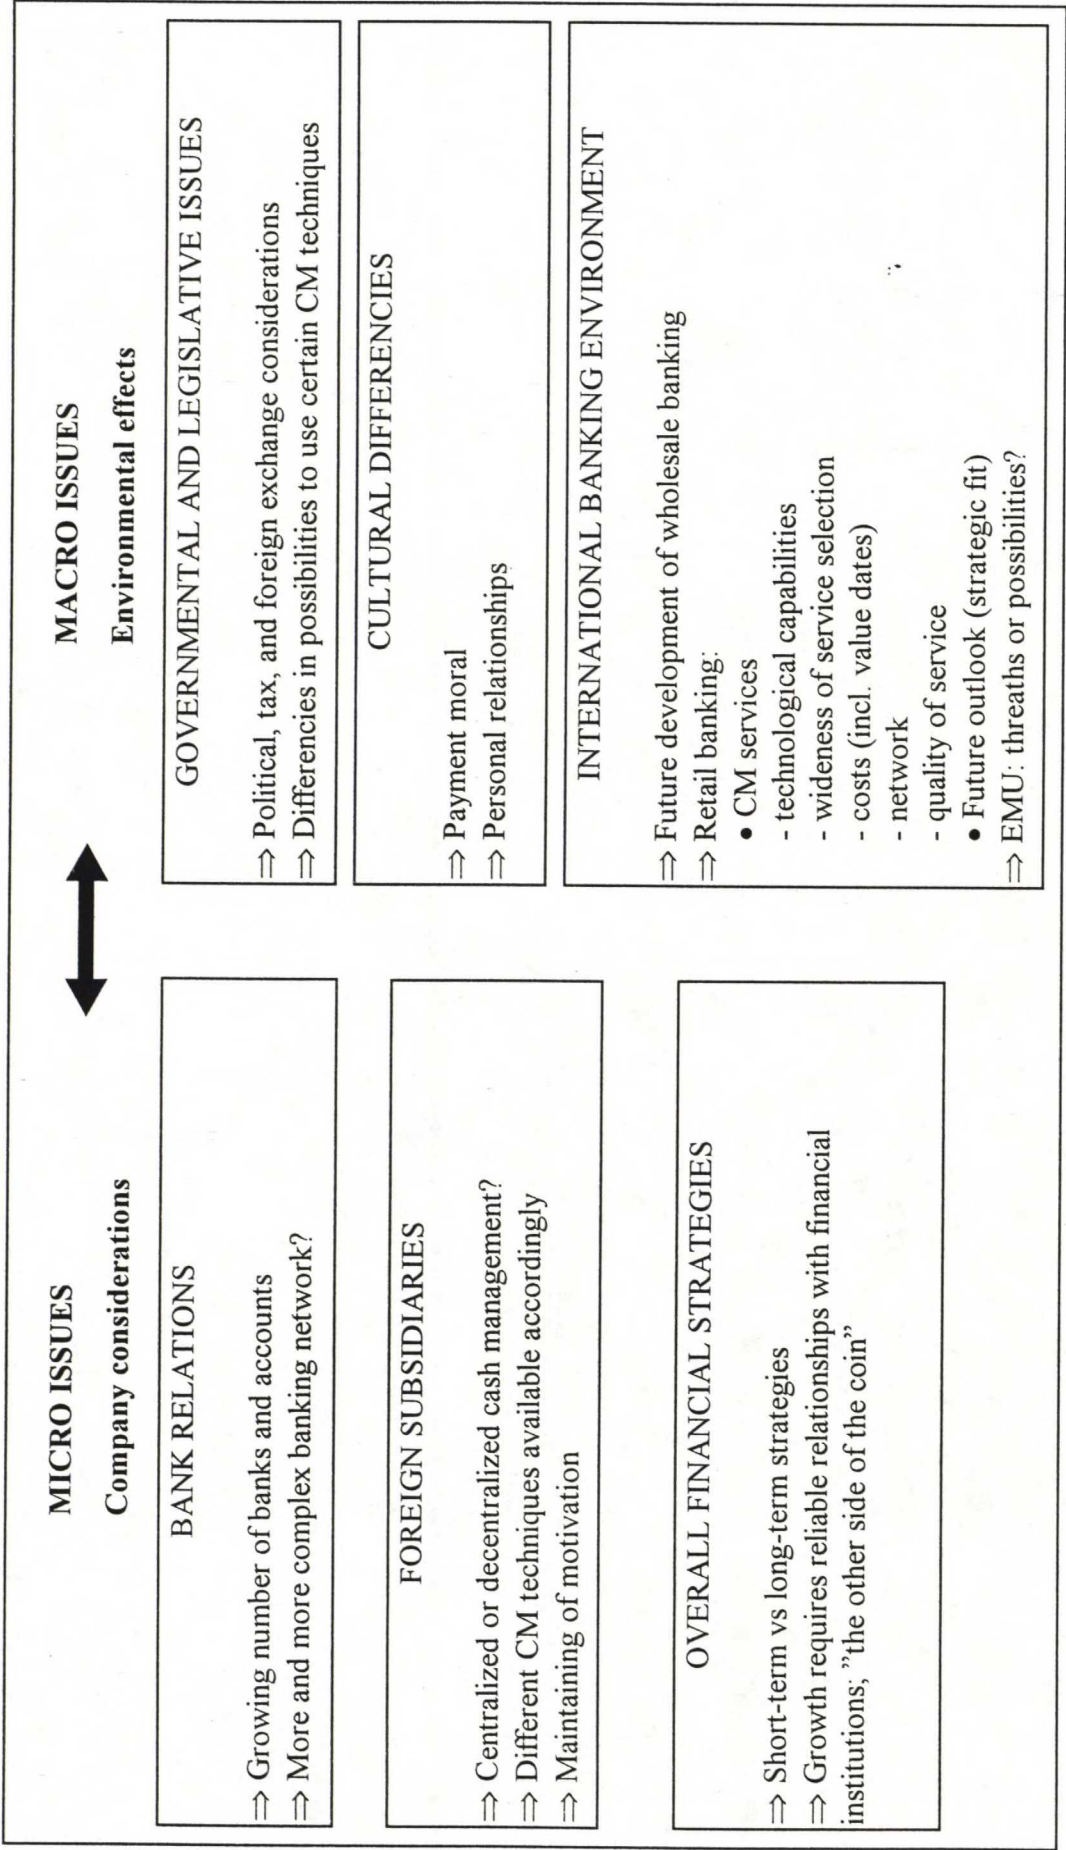 MICRO ISSUES
Company considerations
BANK RELATIONS
⇒ Growing number of banks and accounts
⇒ More and more complex banking network?
FOREIGN SUBSIDIARIES
⇒ Centralized or decentralized cash management?
⇒ Different CM techniques available accordingly
⇒ Maintaining of motivation
OVERALL FINANCIAL STRATEGIES
⇒ Short-term vs long-term strategies
⇒ Growth requires reliable relationships with financial
institutions; ”the other side of the coin”
MACRO ISSUES
Environmental effects
GOVERNMENTAL AND LEGISLATIVE ISSUES
⇒ Political, tax, and foreign exchange considerations
⇒ Differencies in possibilities to use certain CM techniques
CULTURAL DIFFERENCIES
⇒ Payment moral
⇒ Personal relationships
INTERNATIONAL BANKING ENVIRONMENT
⇒ Future development of wholesale banking
⇒ Retail banking:
• CM services
- technological capabilities
- wideness of service selection
- costs (incl. value dates)
- network
- quality of service
• Future outlook (strategic fit)
⇒ EMU: threaths or possibilities?